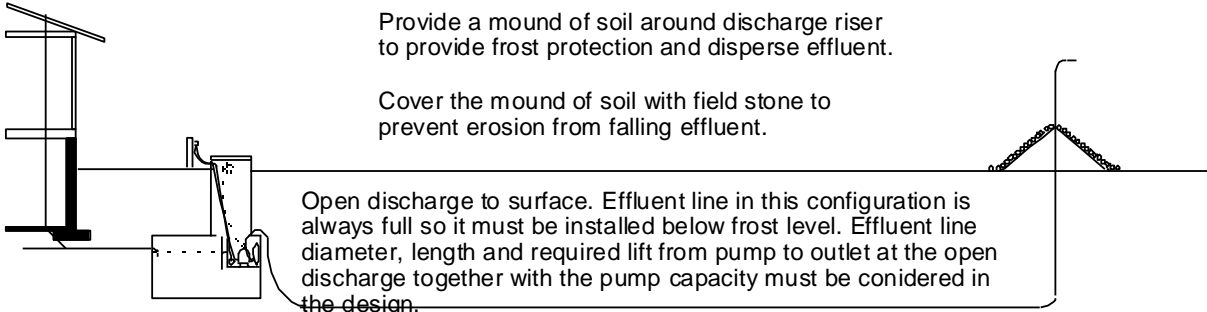 Provide a mound of soil around discharge riser
to provide frost protection and disperse effluent.
Cover the mound of soil with field stone to
prevent erosion from falling effluent.
Open discharge to surface. Effluent line in this configuration is
always full so it must be installed below frost level. Effluent line
diameter, length and required lift from pump to outlet at the open
discharge together with the pump capacity must be conidered in
the design.